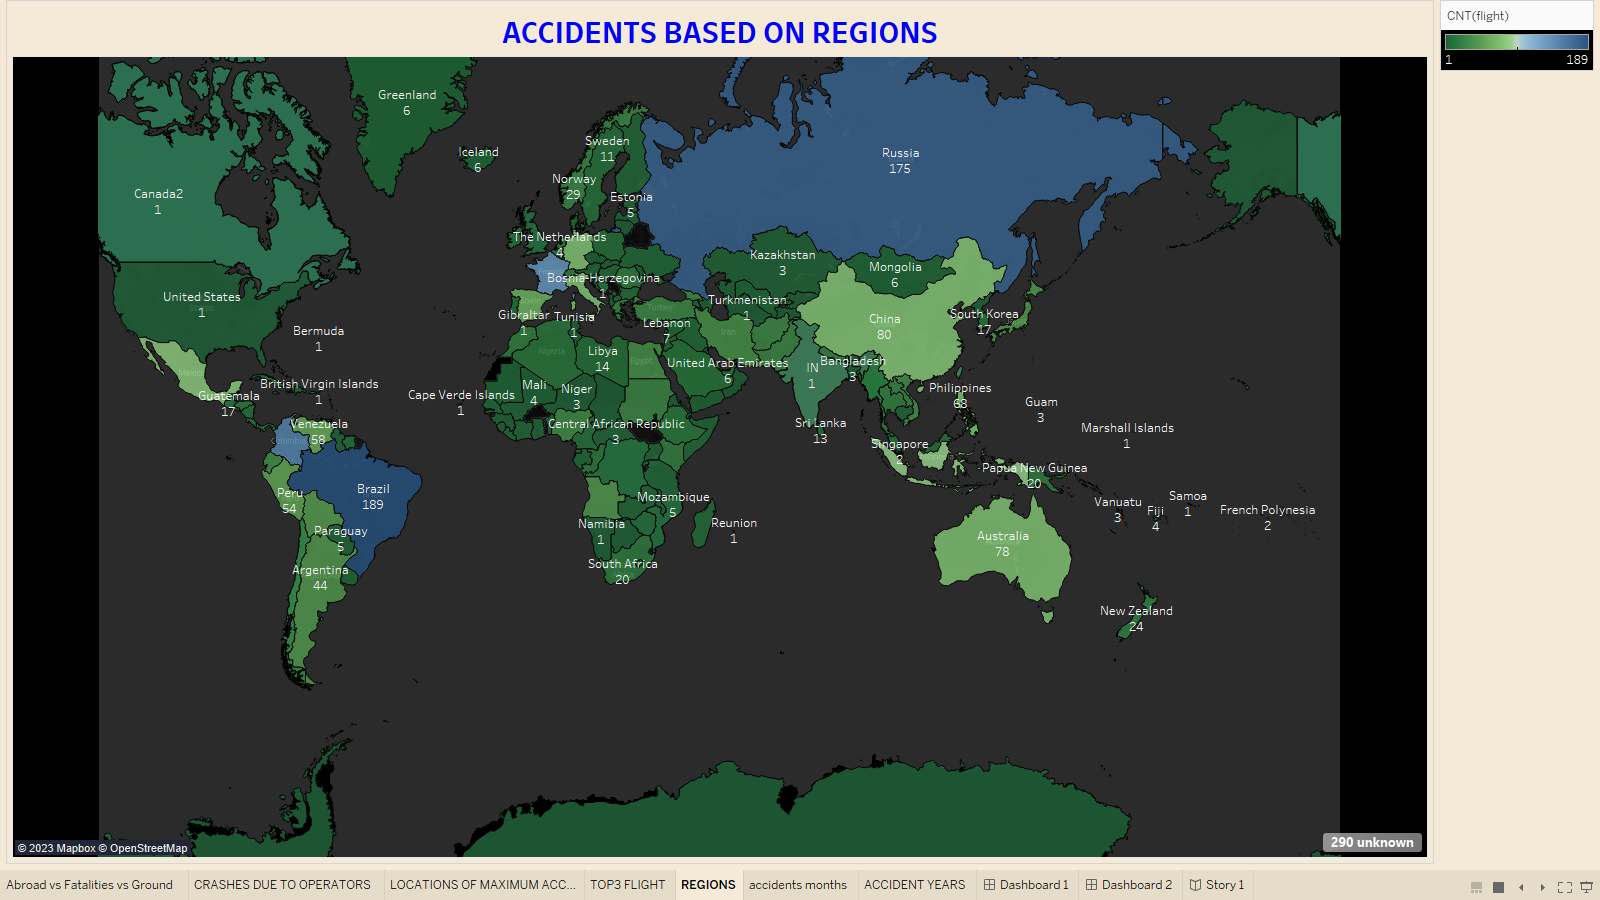 ACCIDENTS BASED ON REGIONS
CNT(flight)
1 189
Greenland
6
Iceland
6
Sweden
11
Norway
29
Estonia
5
Russia
175
Canada2
1
The Netherlands
4
Bosnia-Herzegovina
1
Kazakhstan
3
Mongolia
6
United States
1
Bermuda
1
Spain
Gibraltar
1
Tunisia
1
Turkey
Lebanon
7
Turkmenistan
1
Iran
China
80
South Korea
17
Mexico
Guatemala
17
British Virgin Islands
1
Cape Verde Islands
1
Algeria
Libya
14
Egypt
United Arab Emirates
6
IN
1
Bangladesh
3
Mali
4
Niger
3
Philippines
68
Guam
3
Marshall Islands
1
Colombia
Venezuela
58
Central African Republic
3
Sri Lanka
13
Singapore
2
Papua New Guinea
20
Peru
54
Brazil
189
Mozambique
5
Vanuatu
3
Fiji
4
Samoa
1
French Polynesia
2
Paraguay
5
Namibia
1
Reunion
1
Australia
78
Argentina
44
South Africa
20
New Zealand
24
© 2023 Mapbox © OpenStreetMap
290 unknown
Abroad vs Fatalities vs Ground CRASHES DUE TO OPERATORS LOCATIONS OF MAXIMUM ACC... TOP3 FLIGHT REGIONS accidents months ACCIDENT YEARS Dashboard 1 Dashboard 2 Story 1